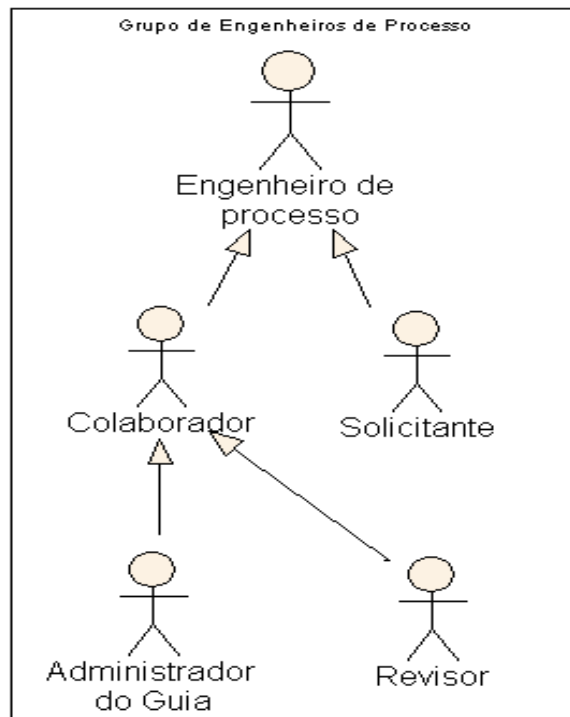 Grupo de Engenheiros de Processo
Engenheiro de
processo
Colaborador
Solicitante
Administrador
do Guia
Revisor